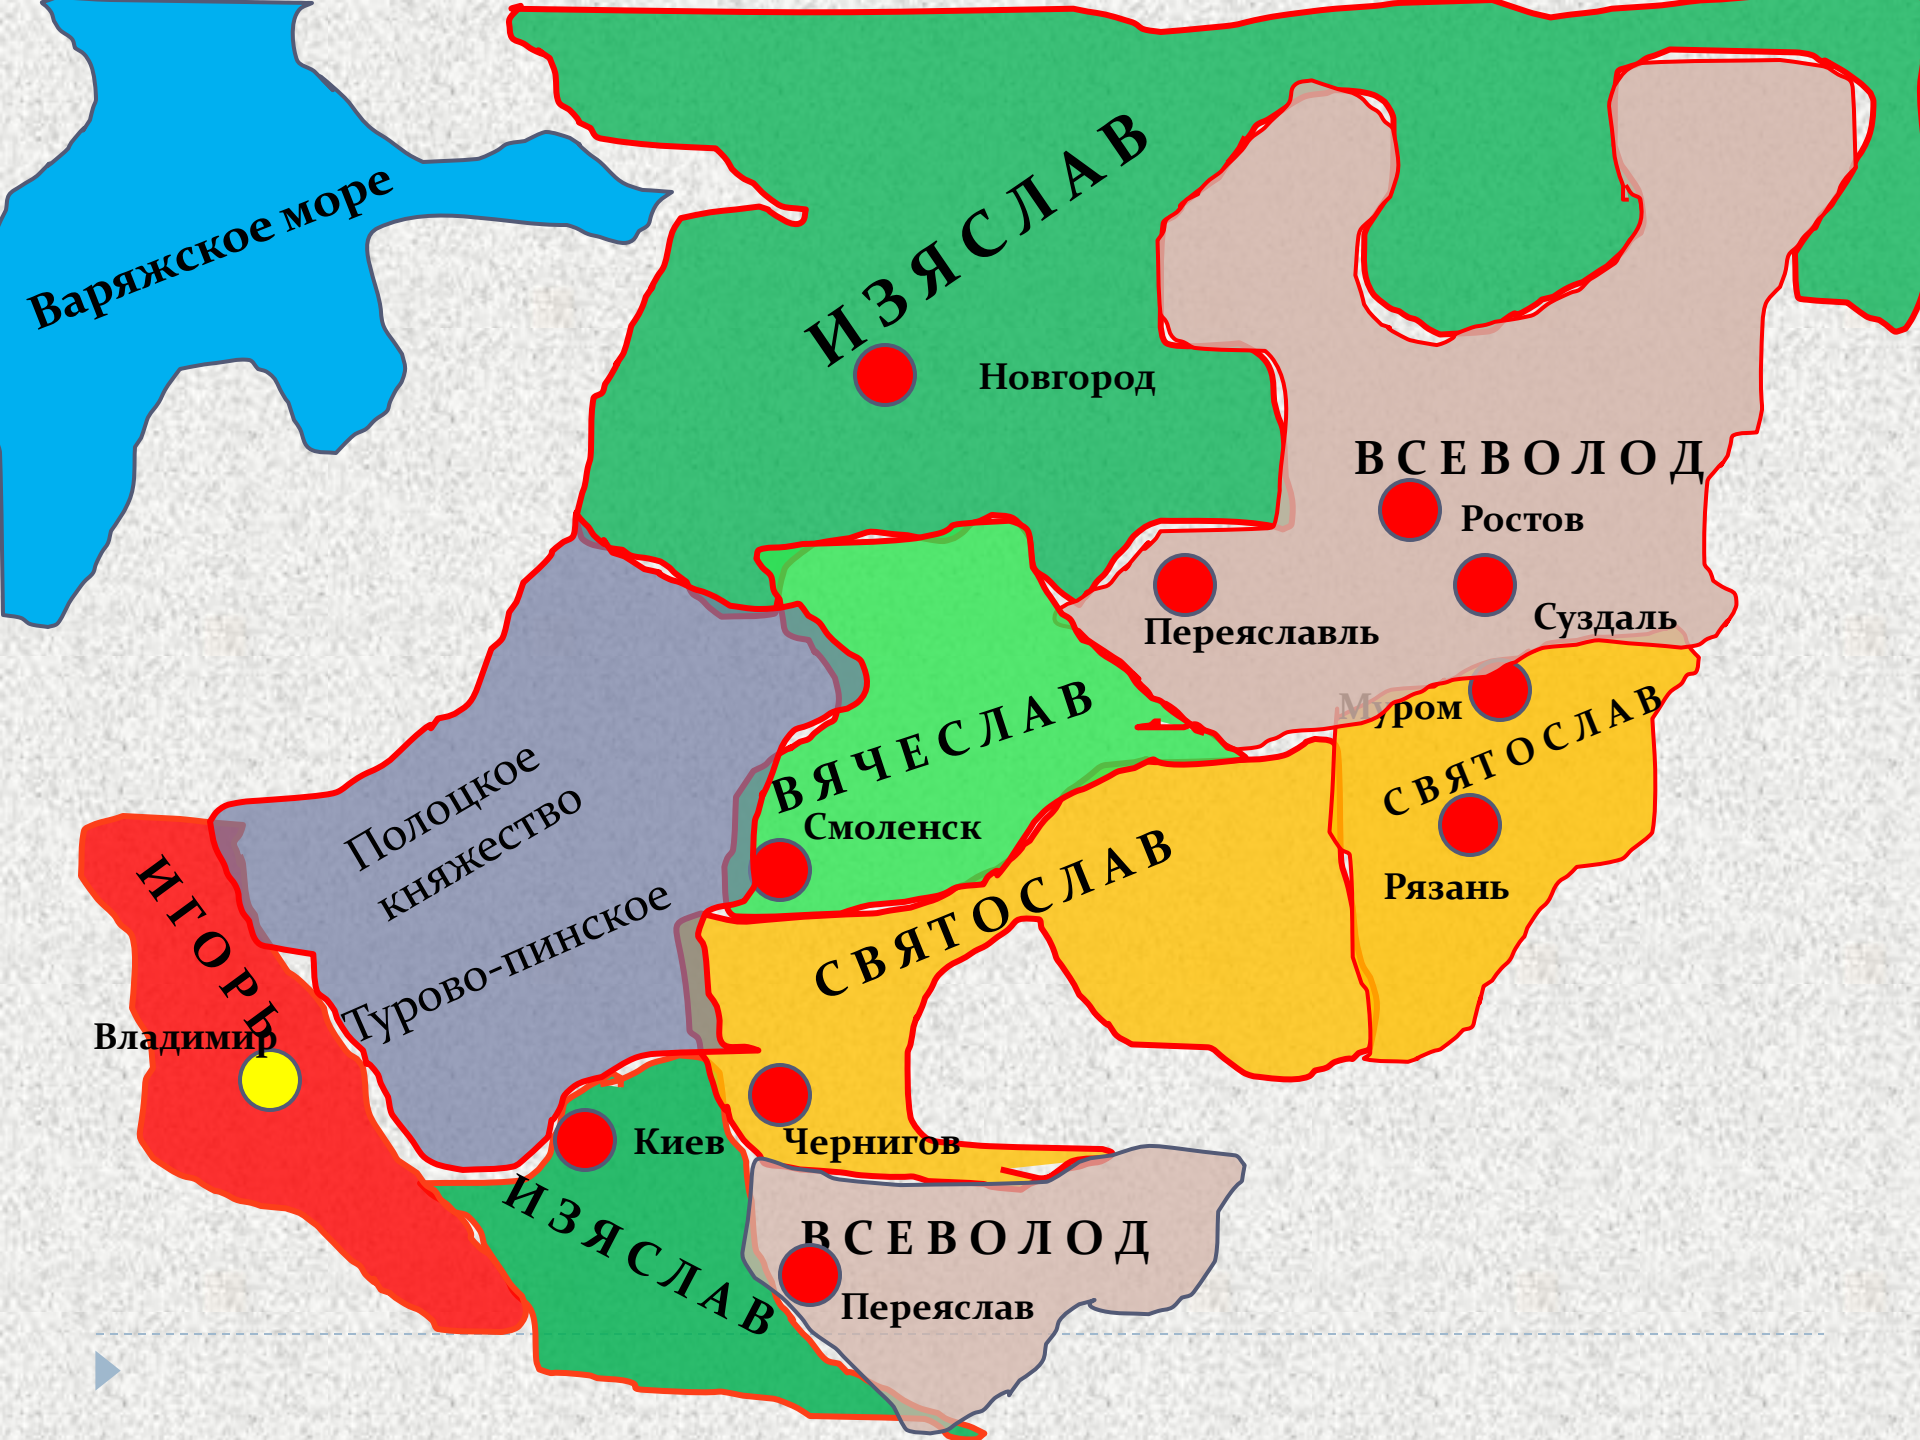 Варяжское море
ИЗЯСЛАВ
Новгород
ВСЕВОЛОД
Ростов
Суздаль
Переяславль
Муром
СВЯТОСЛАВ
Рязань
ВЯЧЕСЛАВ
Смоленск
Полоцкое
княжество
Турово-пинское
СВЯТОСЛАВ
ИГОРЬ
Владимир
Киев
Чернигов
ИЗЯСЛАВ
ВСЕВОЛОД
Переяслав